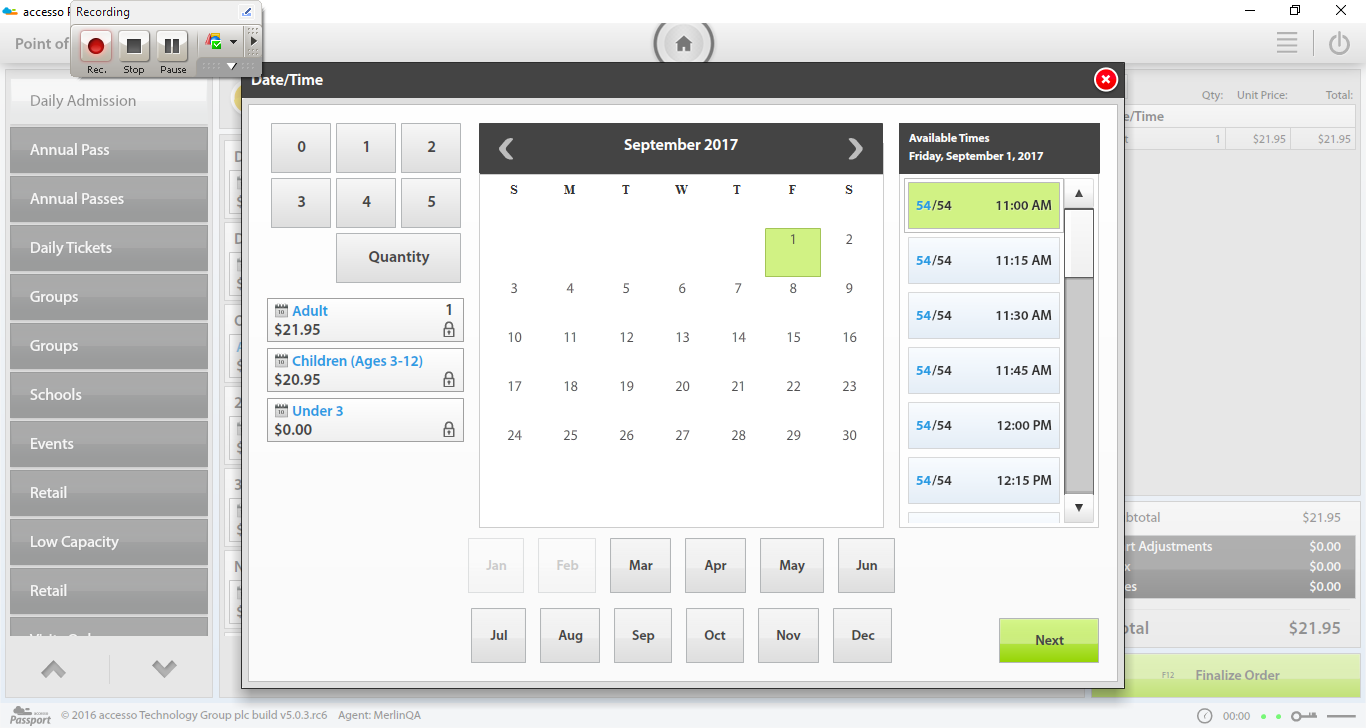 accesso P
Recording
Rec. Stop Pause
Point of
Daily Admission
Annual Pass
Annual Passes
Daily Tickets
Groups
Groups
Schools
Events
Retail
Low Capacity
Retail
Date/Time
0 1 2
3 4 5
Quantity
Adult 1
$21.95
Children (Ages 3-12)
$20.95
Under 3
$0.00
September 2017
S M T W T F S
1 2
3 4 5 6 7 8 9
10 11 12 13 14 15 16
17 18 19 20 21 22 23
24 25 26 27 28 29 30
Available Times
Friday, September 1, 2017
54/54 11:00 AM
54/54 11:15 AM
54/54 11:30 AM
54/54 11:45 AM
54/54 12:00 PM
54/54 12:15 PM
Jan Feb Mar Apr May Jun
Jul Aug Sep Oct Nov Dec
Next
Qty: Unit Price: Total:
e/Time
t 1 $21.95 $21.95
btotal $21.95
rt Adjustments $0.00
x $0.00
es $0.00
tal $21.95
F12 Finalize Order
accesso Passport © 2016 accesso Technology Group plc build v5.0.3.rc6 Agent: MerlinQA
00:00